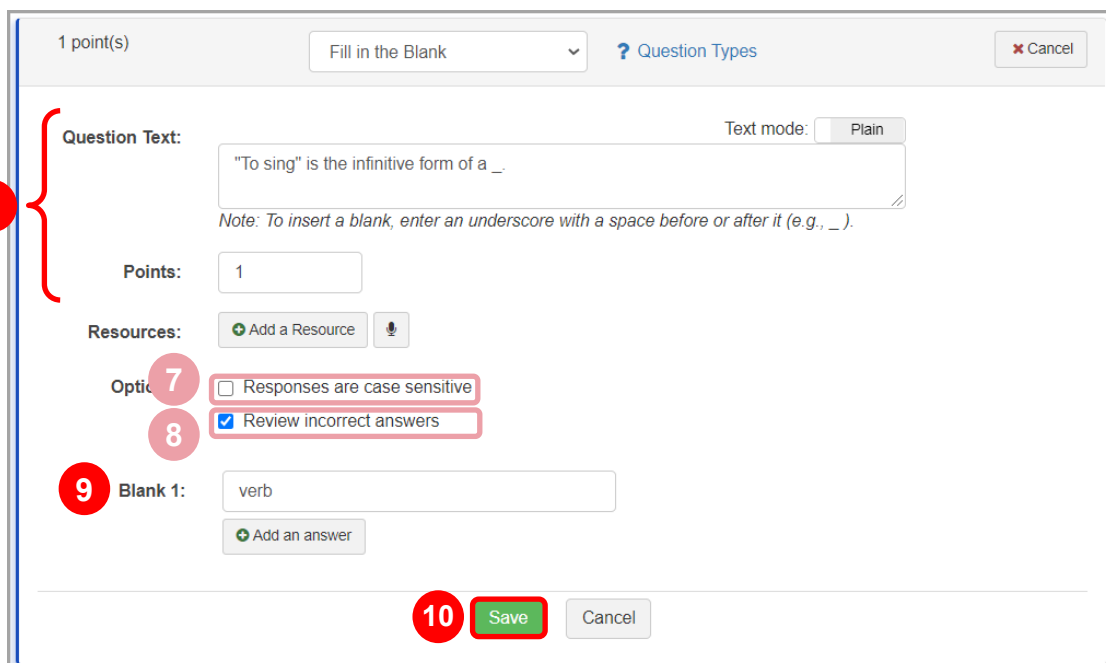 1 point(s)
Fill in the Blank
? Question Types
Cancel
Text mode: Plain
Question Text:
"To sing" is the infinitive form of a _.
Note: To insert a blank, enter an underscore with a space before or after it (e.g., _ ).
Points:
1
Resources:
Add a Resource
7
Responses are case sensitive
8
Review incorrect answers
9
Blank 1:
verb
Add an answer
10
Save
Cancel